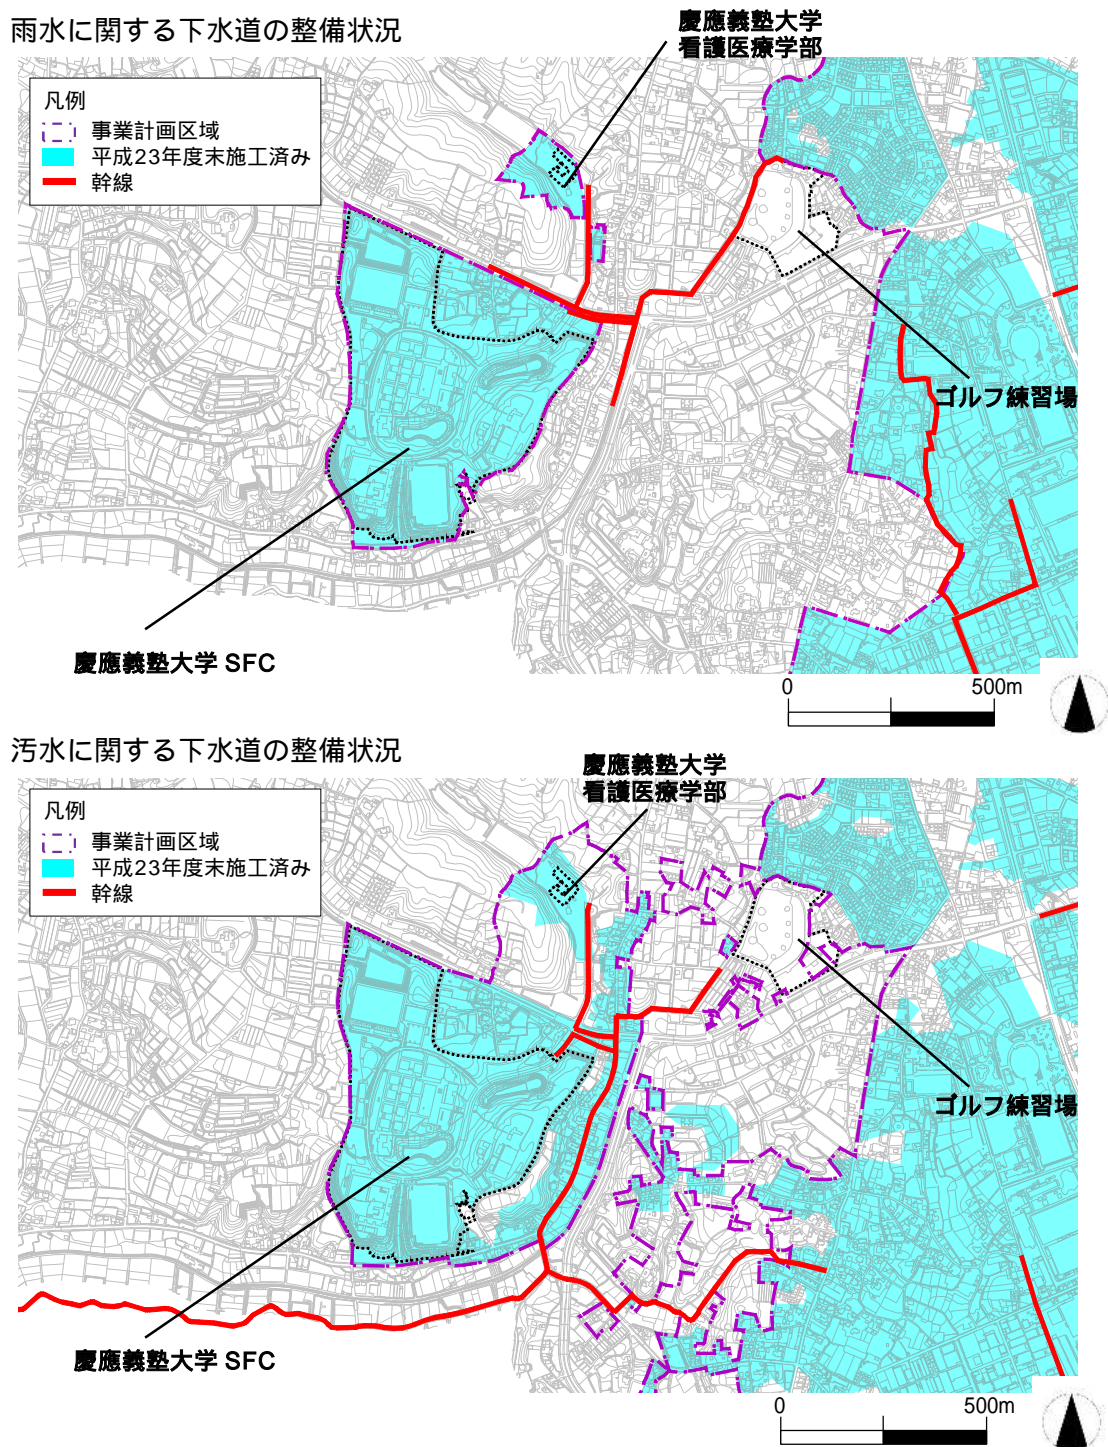 雨水に関する下水道の整備状況
慶應義塾大学
看護医療学部
凡例
事業計画区域
平成23年度末施工済み
幹線
ゴルフ練習場
慶應義塾大学 SFC
0
500m
汚水に関する下水道の整備状況
慶應義塾大学
看護医療学部
凡例
事業計画区域
平成23年度末施工済み
幹線
ゴルフ練習場
慶應義塾大学 SFC
0
500m